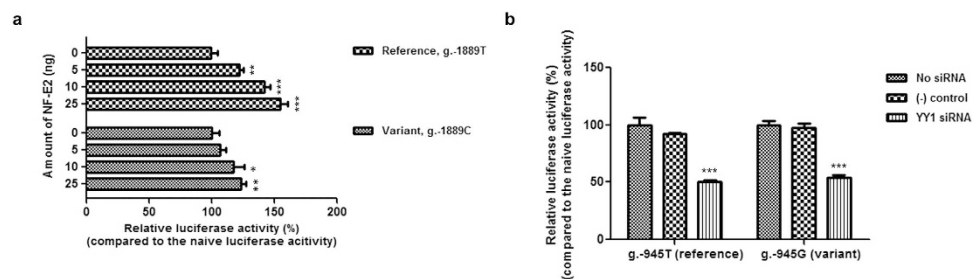 a
Amount of NF-E2 (ng)
0
5
**
10
***
25
***
0
5
10
*
25
**
0
50
100
150
200
Relative luciferase activity (%)
(compared to the naive luciferase acitivity)
Reference, g.-1889T
Variant, g.-1889C
b
Relative luciferase activity (%)
(compared to the naive luciferase activity)
150
100
50
0
***
***
g.-945T (reference)
g.-945G (variant)
No siRNA
(-) control
YY1 siRNA